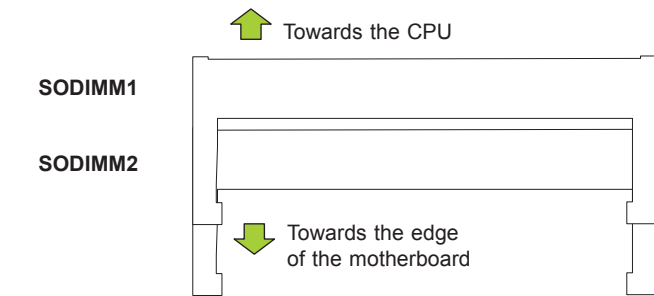 Towards the CPU
SODIMM1
SODIMM2
Towards the edge
of the motherboard